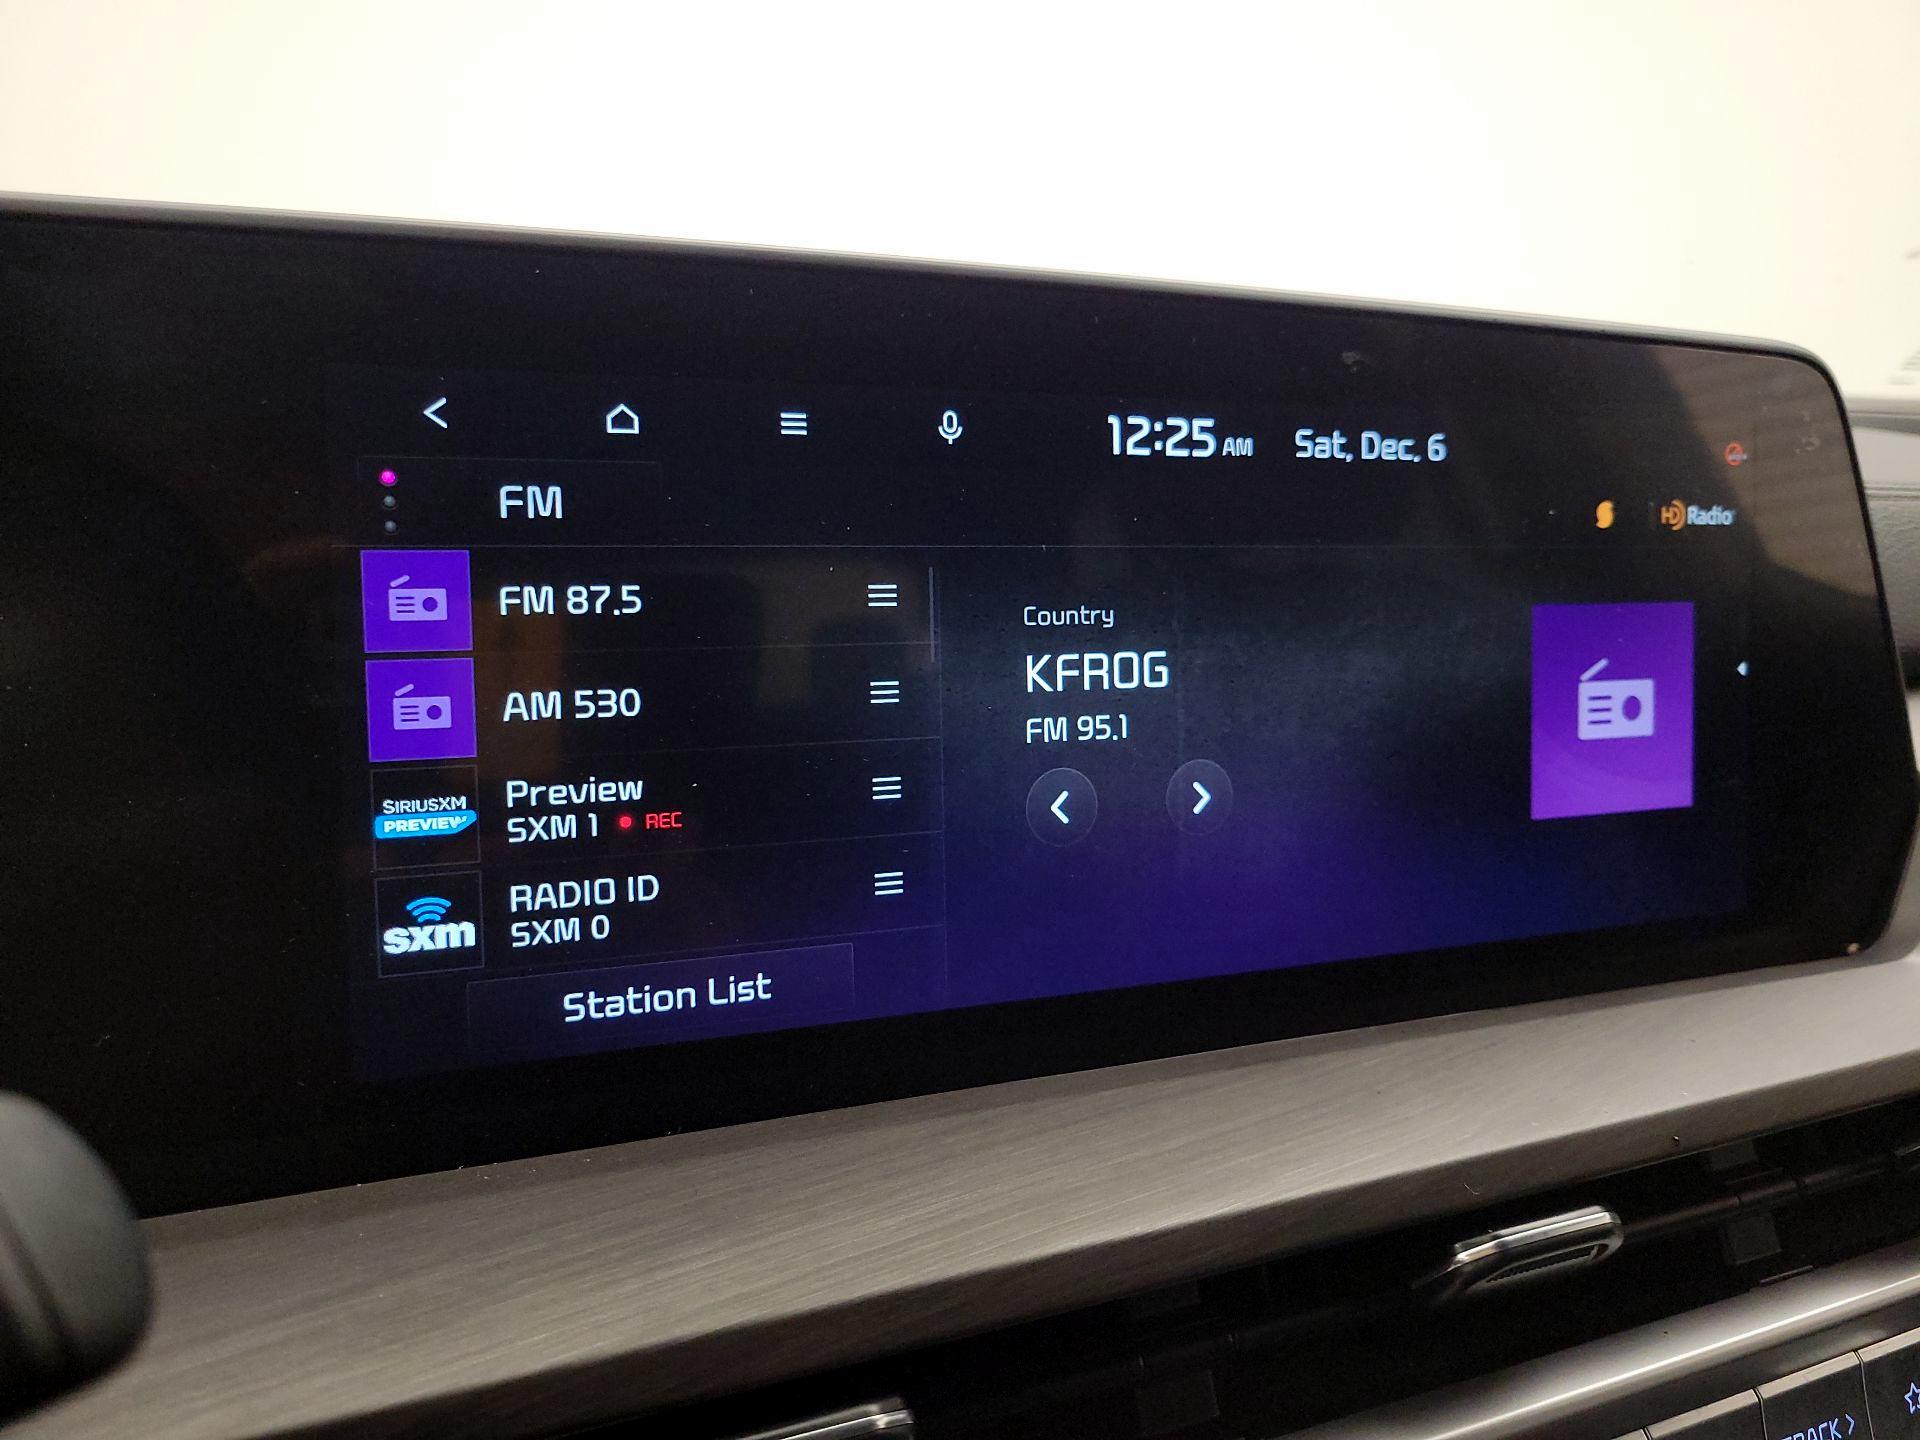 12:25 AM Sat, Dec. 6
FM
HD Radio
FM 87.5
AM 530
SIRIUSXM
PREVIEW
Preview
SXM 1 REC
sxm
RADIO ID
SXM 0
Station List
Country
KFROG
FM 95.1
TRACK >